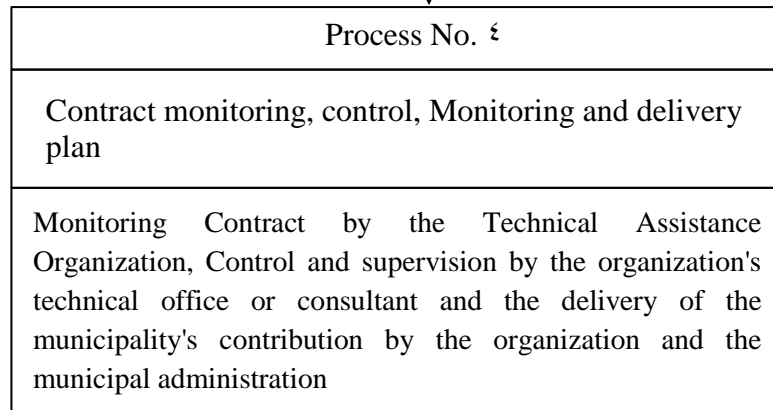 Process No. ٤
Contract monitoring, control, Monitoring and delivery
plan
Monitoring Contract by the Technical Assistance
Organization, Control and supervision by the organization's
technical office or consultant and the delivery of the
municipality's contribution by the organization and the
municipal administration